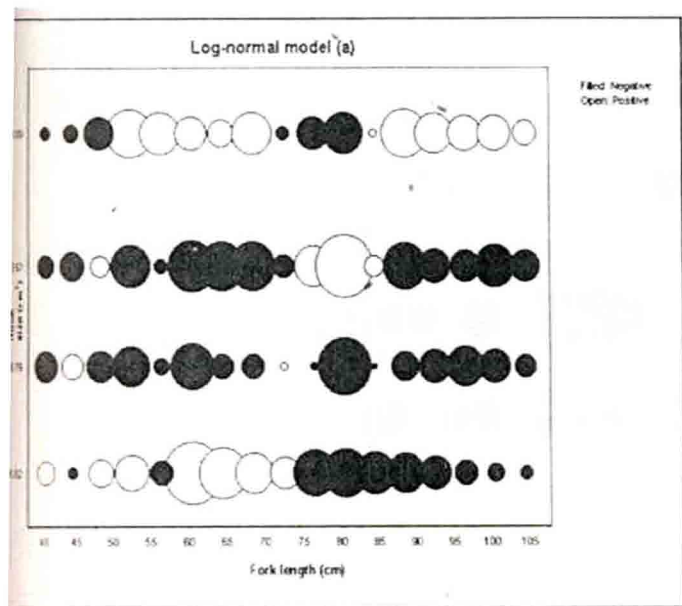 Log-normal model (a)
Filled: Negative
Open: Positive
45 50 55 60 65 70 75 80 85 90 95 100 105
Fork length (cm)